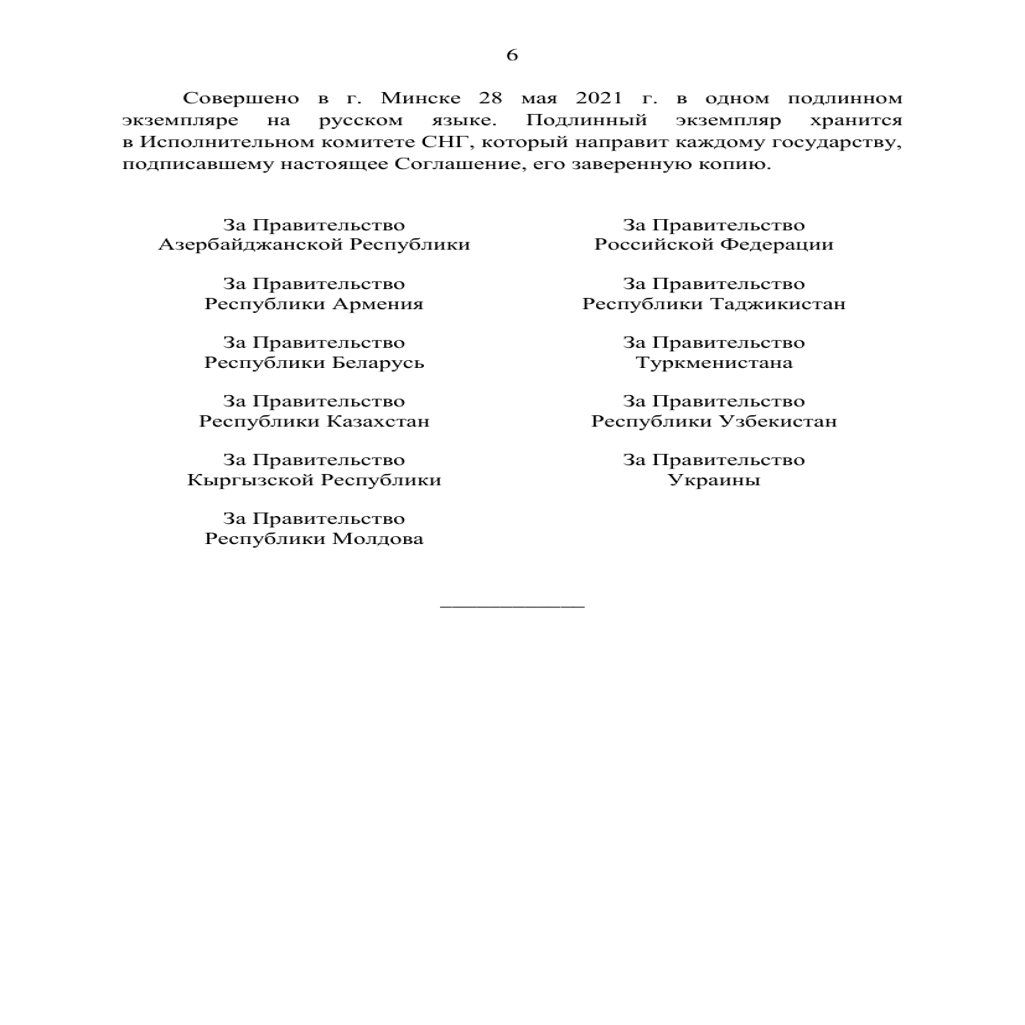 6
Совершено в г. Минске 28 мая 2021 г. в одном подлинном
экземпляре на русском языке. Подлинный экземпляр хранится
в Исполнительном комитете СНГ, который направит каждому государству,
подписавшему настоящее Соглашение, его заверенную копию.
За Правительство
Азербайджанской Республики
За Правительство
Российской Федерации
За Правительство
Республики Армения
За Правительство
Республики Таджикистан
За Правительство
Республики Беларусь
За Правительство
Туркменистана
За Правительство
Республики Казахстан
За Правительство
Республики Узбекистан
За Правительство
Кыргызской Республики
За Правительство
Украины
За Правительство
Республики Молдова